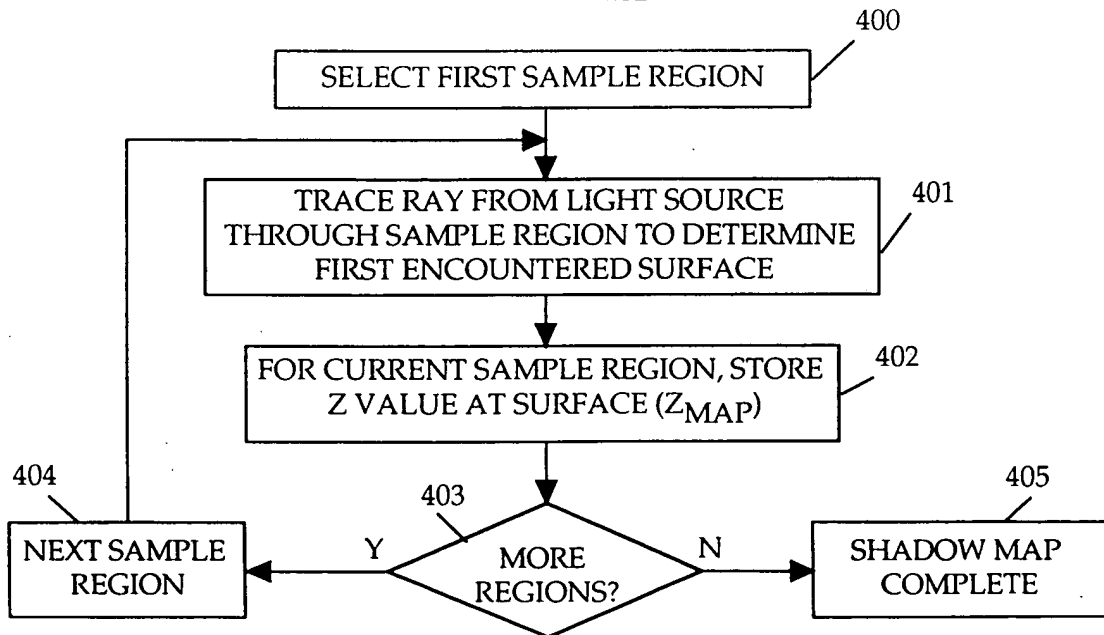 400
SELECT FIRST SAMPLE REGION
TRACE RAY FROM LIGHT SOURCE
THROUGH SAMPLE REGION TO DETERMINE
FIRST ENCOUNTERED SURFACE
401
FOR CURRENT SAMPLE REGION, STORE
Z VALUE AT SURFACE (ZMAP)
402
404
403
405
NEXT SAMPLE
REGION
Y
MORE
REGIONS?
N
SHADOW MAP
COMPLETE